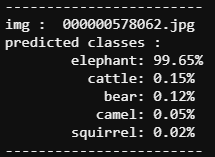 -------------------------
img :  000000578062.jpg
predicted classes :
elephant: 99.65%
cattle: 0.15%
bear: 0.12%
camel: 0.05%
squirrel: 0.02%
-------------------------